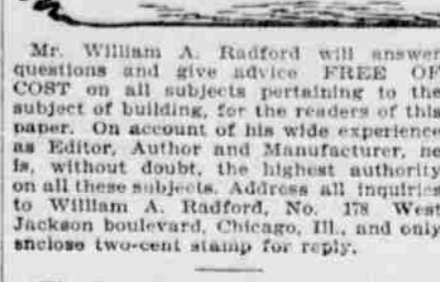 Mr. William A. Radford will answer
questions and give advice FREE OF
COST on all subjects pertaining to the
subject of building, for the readers of this
paper. On account of his wide experience
as Editor, Author and Manufacturer, he
is, without doubt, the highest authority
on all these subjects. Address all inquiries
to William A. Radford, No. 178 West
Jackson boulevard, Chicago, Ill., and only
enclose two-cent stamp for reply.